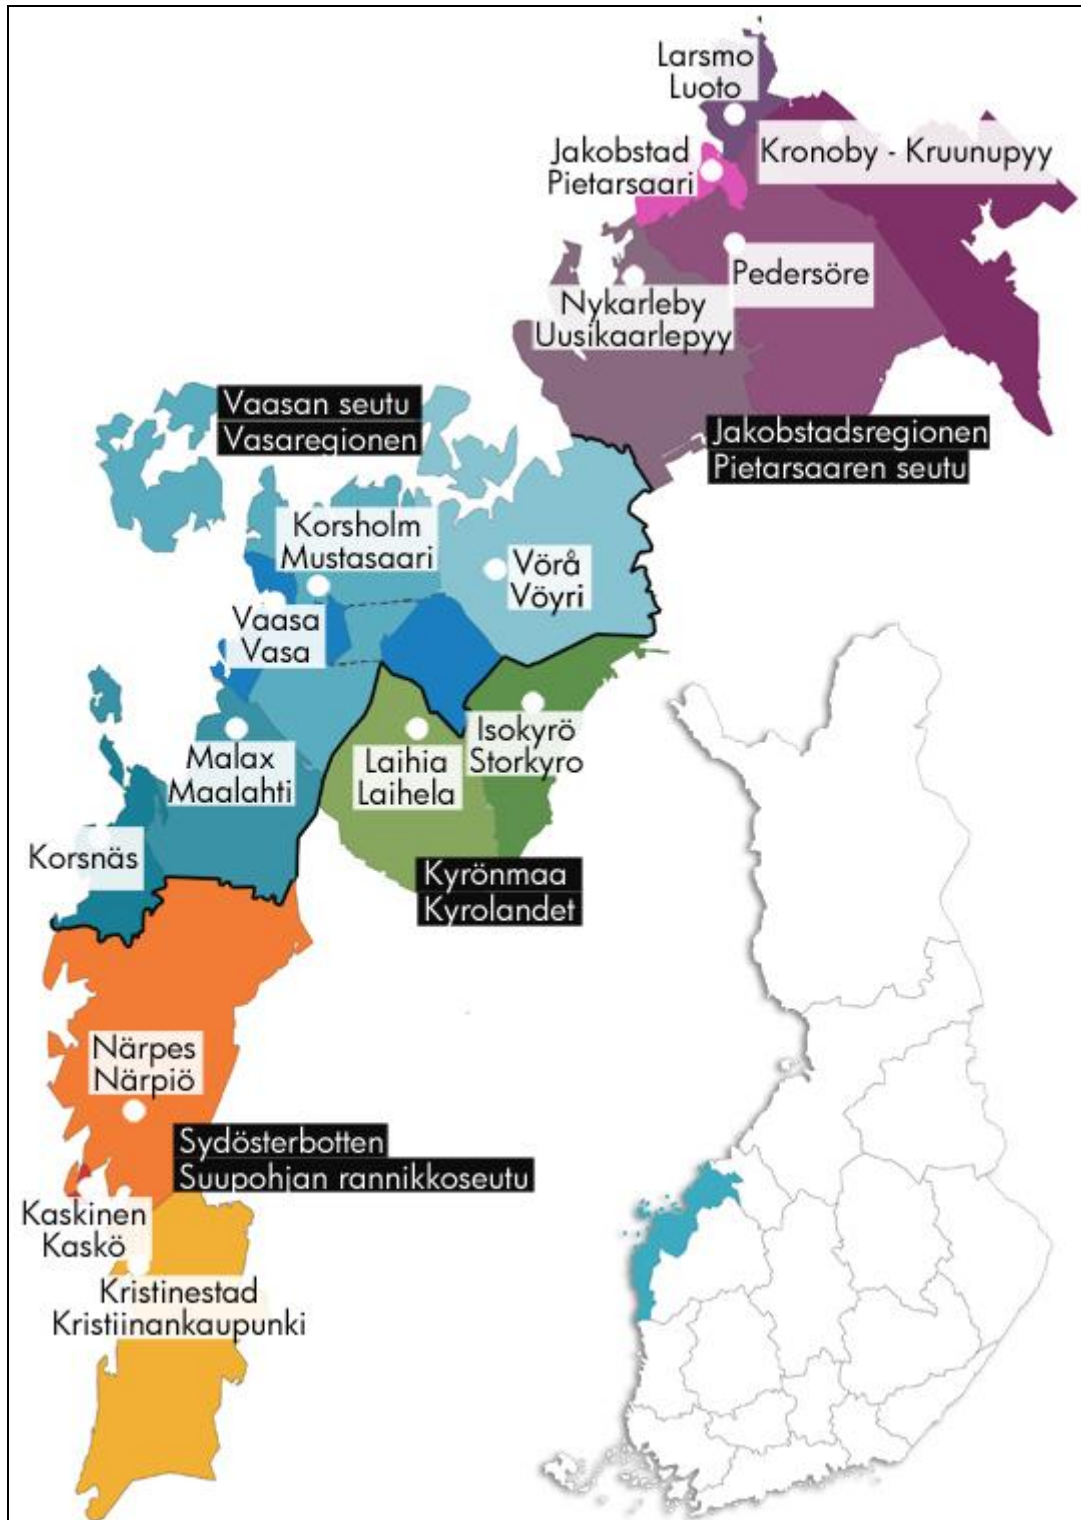 Larsmo
Luoto
Jakobstad
Pietarsaari
Kronoby - Kruunupyy
Pedersöre
Nykarleby
Uusikaarlepyy
Vaasan seutu
Vasaregionen
Jakobstadsregionen
Pietarsaaren seutu
Korsholm
Mustasaari
Vörå
Vöyri
Vaasa
Vasa
Isokyrö
Storkyro
Malax
Maalahti
Laihia
Laihela
Korsnäs
Kyrönmaa
Kyrolandet
Närpes
Närpiö
Sydösterbotten
Suupohjan rannikkoseutu
Kaskinen
Kaskö
Kristinestad
Kristiinankaupunki